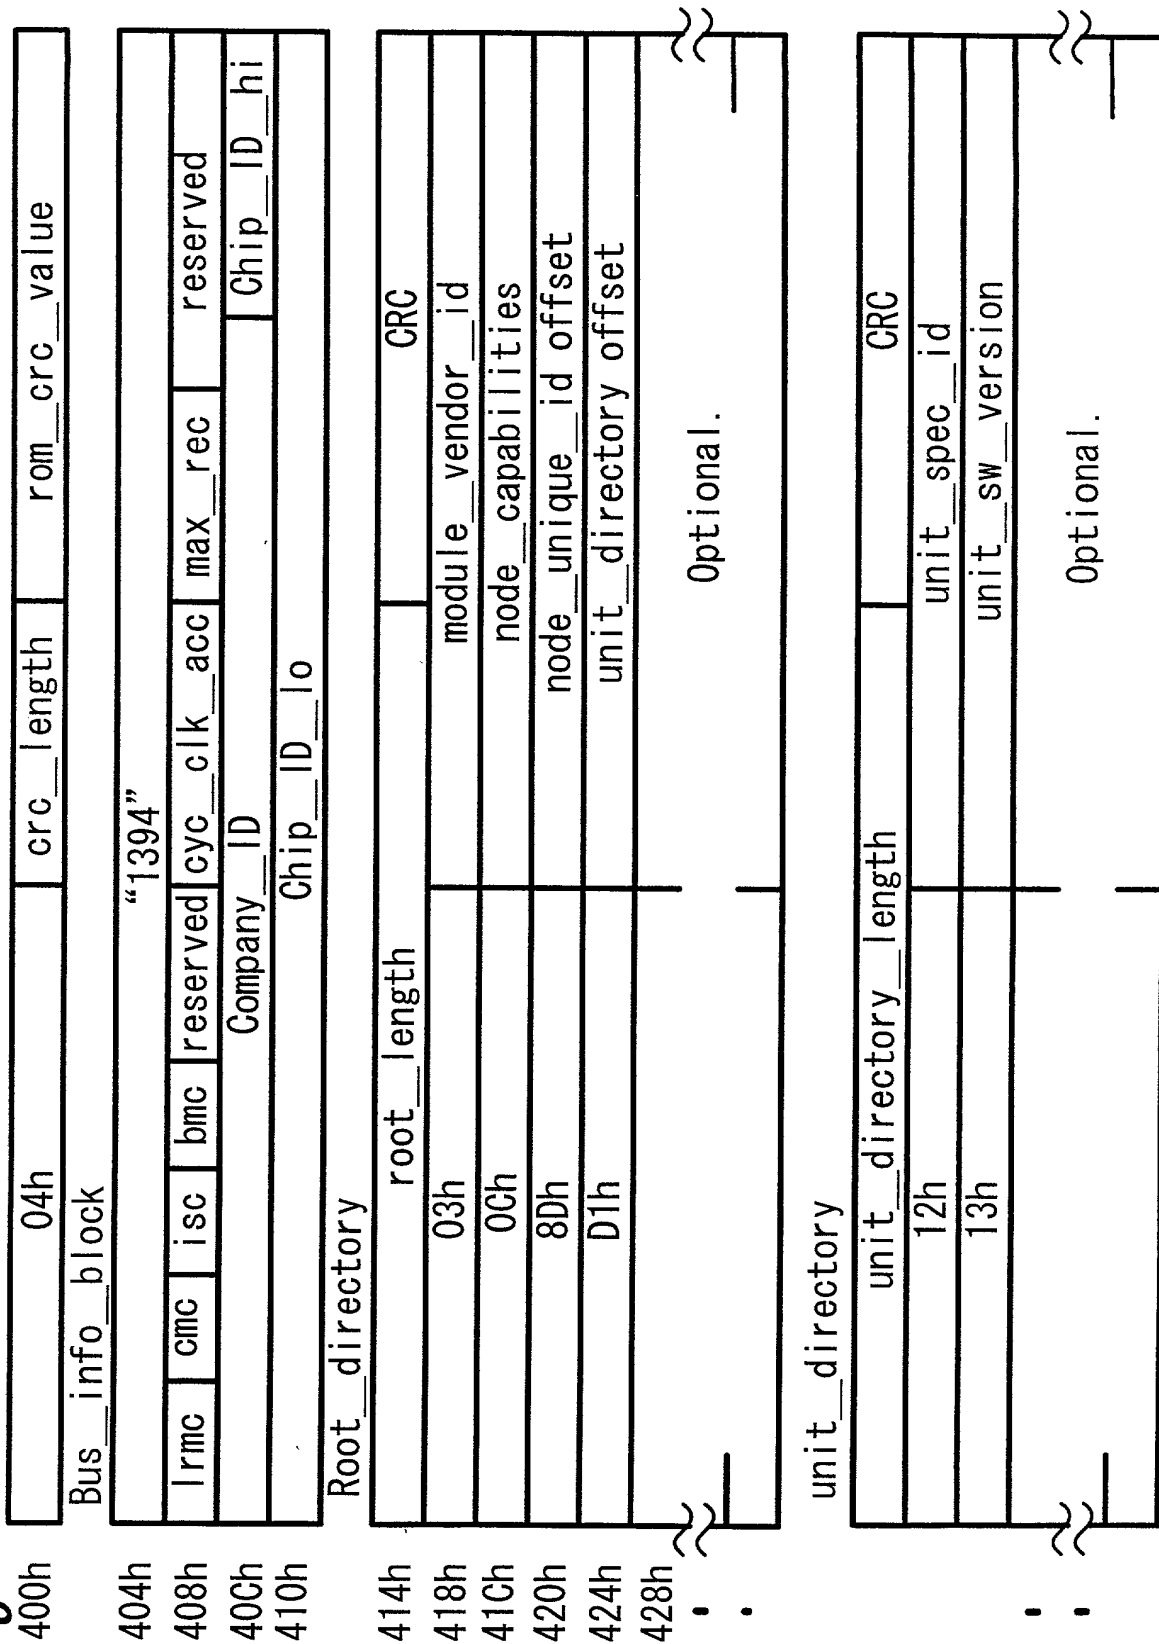 400h 04h crc_length rom_crc_value
Bus_info_block
404h “1394”
408h lrmc cmc isc bmc reserved cyc_clk_acc max_rec reserved
40Ch Company_ID Chip_ID_hi
410h Chip_ID_lo
Root_directory
414h root_length CRC
418h 03h module_vendor_id
41Ch 0Ch node_capabilities
420h 8Dh node_unique_id offset
424h D1h unit_directory offset
428h
Optional.
unit_directory
unit_directory_length CRC
12h unit_spec_id
13h unit_sw_version
Optional.